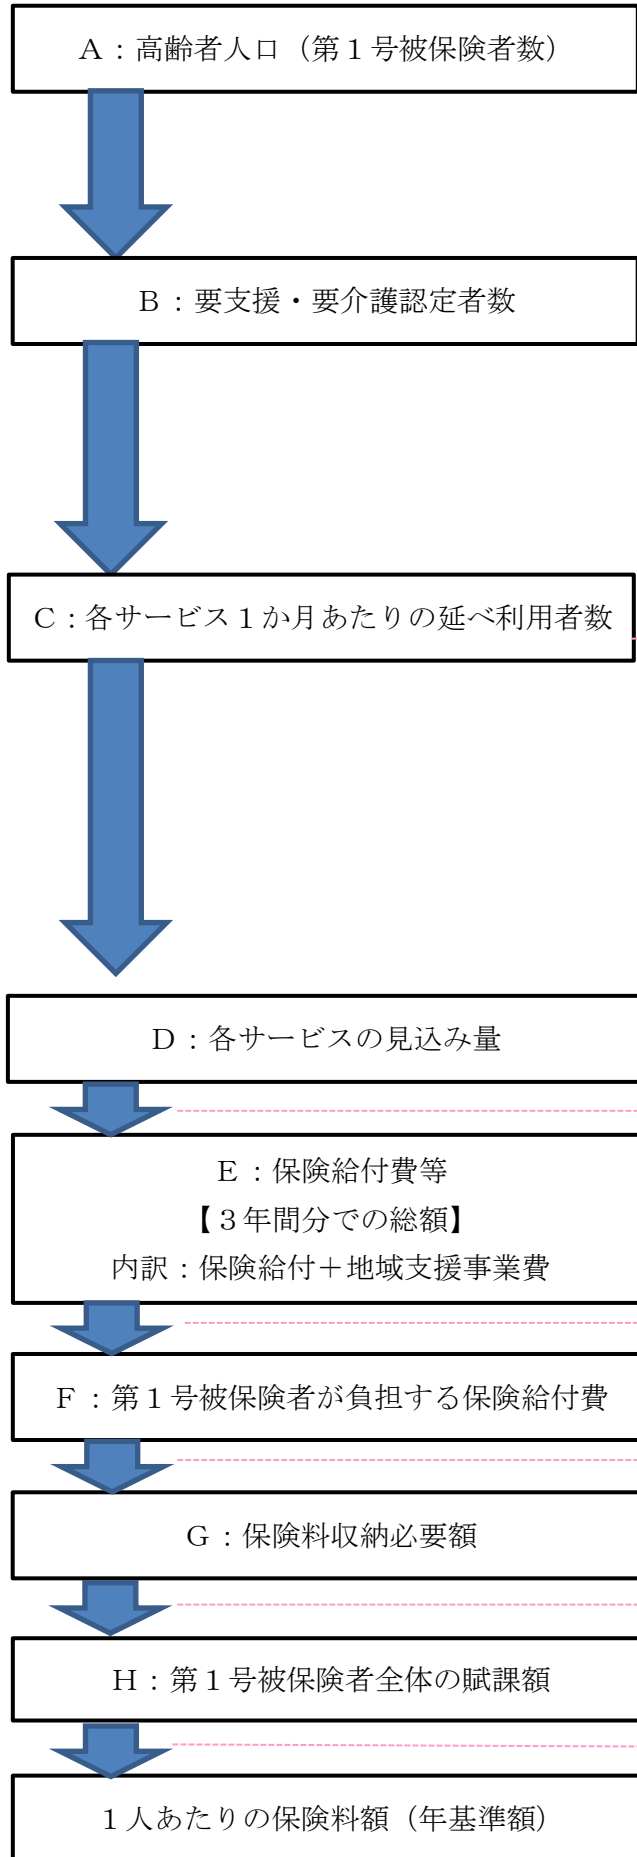 Ａ：高齢者人口（第１号被保険者数）
Ｂ：要支援・要介護認定者数
Ｃ：各サービス１か月あたりの延べ利用者数
Ｄ：各サービスの見込み量
Ｅ：保険給付費等
【３年間分での総額】
内訳：保険給付＋地域支援事業費
Ｆ：第１号被保険者が負担する保険給付費
Ｇ：保険料収納必要額
Ｈ：第１号被保険者全体の賦課額
１人あたりの保険料額（年基準額）